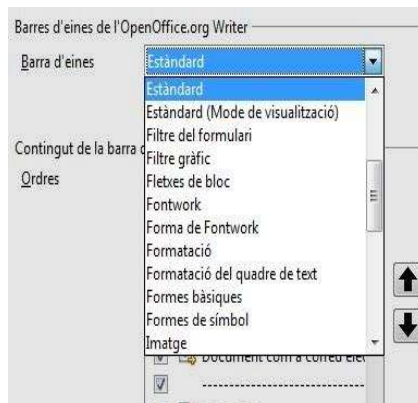 Barres d'eines de l'OpenOffice.org Writer
Barra d'eines
Estàndard
Estàndard
Estàndard (Mode de visualització)
Filtre del formulari
Filtre gràfic
Contingut de la barra d
Fletxes de bloc
Ordres
Fontwork
Forma de Fontwork
Formatació
Formatació del quadre de text
Formes bàsiques
Formes de símbol
Imatge
Document com a correu elec